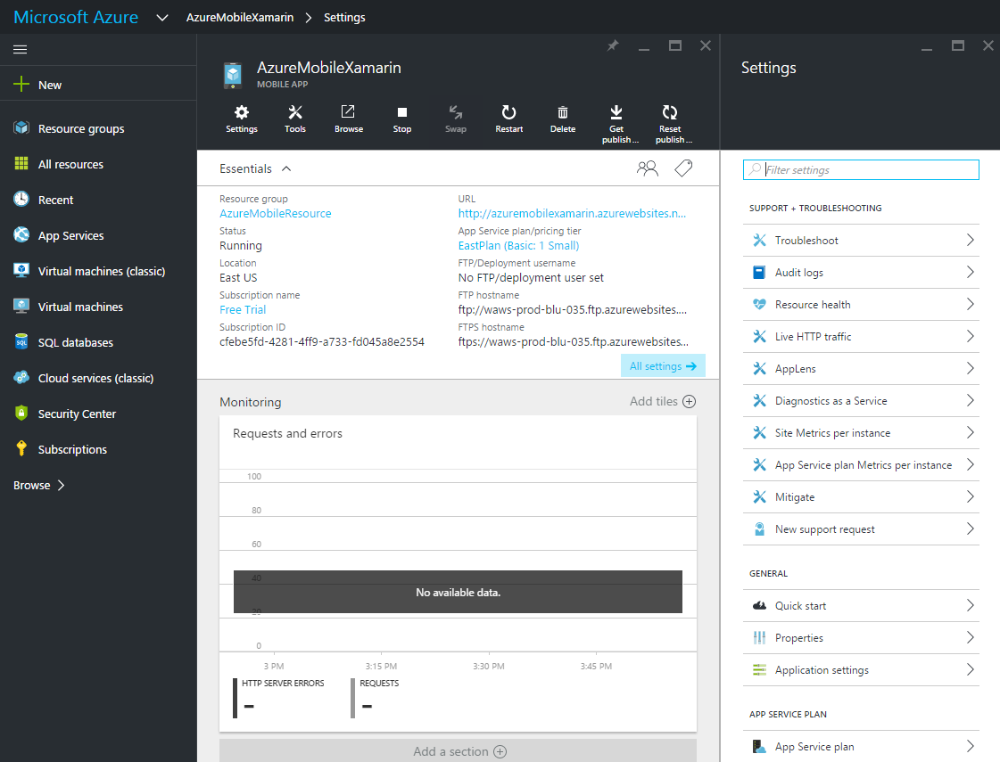 Microsoft Azure
AzureMobileXamarin
Settings
New
Resource groups
All resources
Recent
App Services
Virtual machines (classic)
Virtual machines
SQL
SQL databases
Cloud services (classic)
Security Center
Subscriptions
Browse
AzureMobileXamarin
MOBILE APP
Settings
Tools
Browse
Stop
Swap
Restart
Delete
Get publish ...
Reset publish ...
Essentials
Resource group
AzureMobileResource
Status
Running
Location
East US
Subscription name
Free Trial
Subscription ID
cfebe5fd-4281-4ff9-a733-fd045a8e2554
URL
http://azuremobilexamarin.azurewebsites.n...
App Service plan/pricing tier
EastPlan (Basic: 1 Small)
FTP/Deployment username
No FTP/deployment user set
FTP hostname
ftp://waws-prod-blu-035.ftp.azurewebsites....
FTPS hostname
ftps://waws-prod-blu-035.ftp.azurewebsites...
All settings
Monitoring
Add tiles
Requests and errors
100
80
60
40
No available data.
20
0
3 PM
3:15 PM
3:30 PM
3:45 PM
HTTP SERVER ERRORS
--
REQUESTS
--
Add a section
Settings
Filter settings
SUPPORT + TROUBLESHOOTING
Troubleshoot
Audit logs
Resource health
Live HTTP traffic
AppLens
Diagnostics as a Service
Site Metrics per instance
App Service plan Metrics per instance
Mitigate
New support request
GENERAL
Quick start
Properties
Application settings
APP SERVICE PLAN
App Service plan